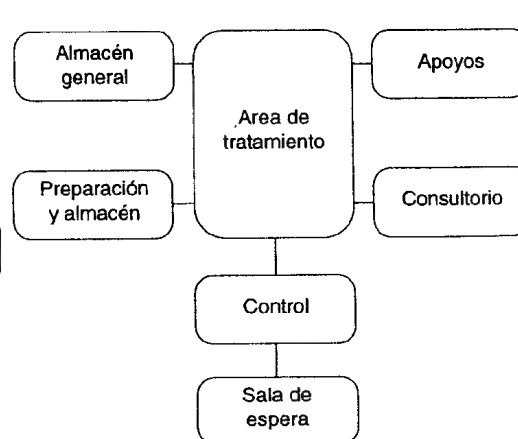 Almacén
general
Area de
tratamiento
Apoyos
Preparación
y almacén
Consultorio
Control
Sala de
espera